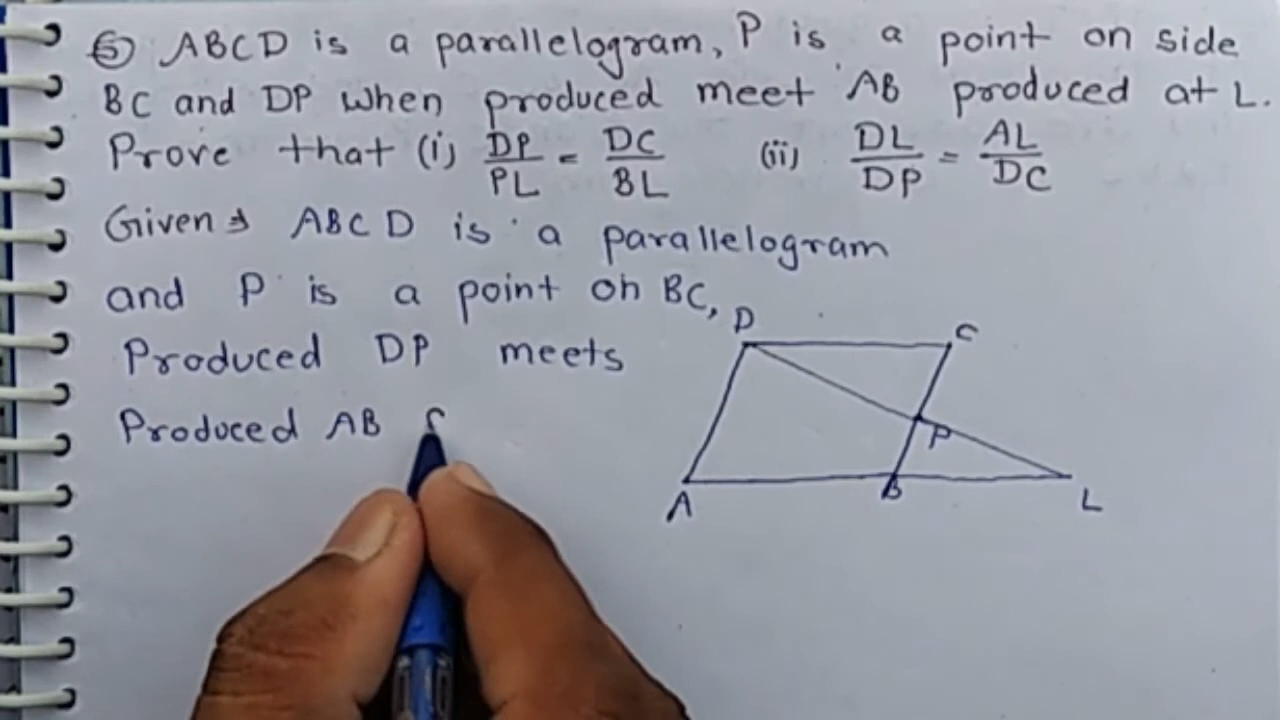 ⑤ ABCD is a parallelogram, P is a point on side
BC and DP when produced meet AB produced at L.
Prove that (i) DP/PL = DC/BL (ii) DL/DP = AL/DC
Given → ABCD is a parallelogram
and P is a point on BC,
Produced DP meets
Produced AB
D C
P
A B L